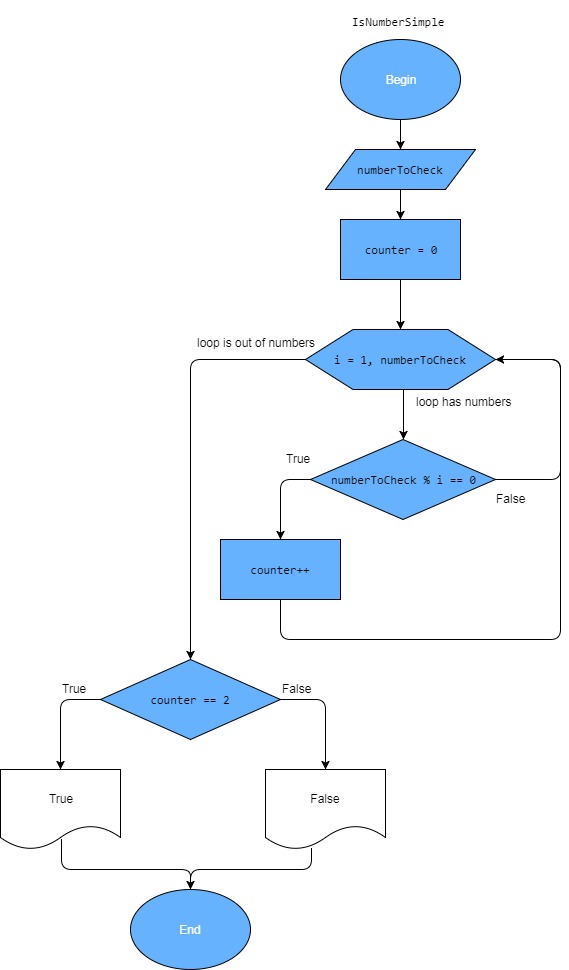 IsNumberSimple
Begin
numberToCheck
counter = 0
loop is out of numbers
i = 1, numberToCheck
loop has numbers
True
numberToCheck % i == 0
False
counter++
True
counter == 2
False
True
False
End